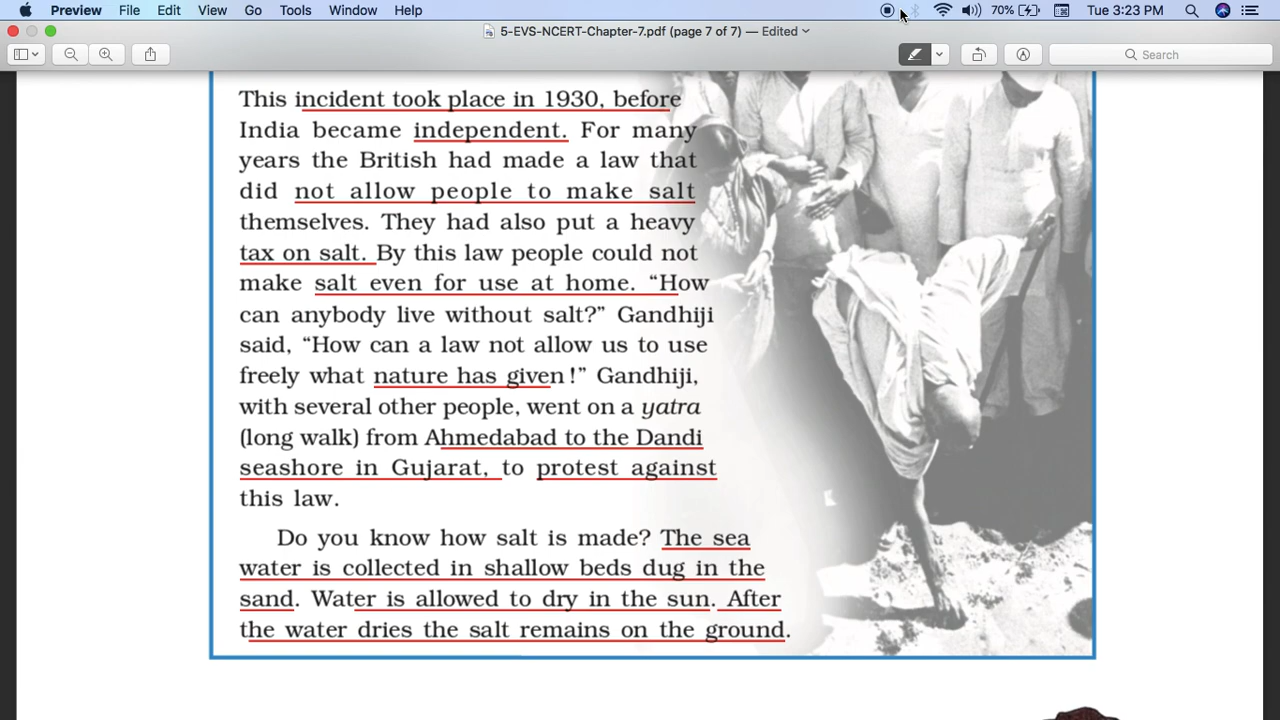 Preview File Edit View Go Tools Window Help 70% Tue 3:23 PM
5-EVS-NCERT-Chapter-7.pdf (page 7 of 7) — Edited
Search
This incident took place in 1930, before
India became independent. For many
years the British had made a law that
did not allow people to make salt
themselves. They had also put a heavy
tax on salt. By this law people could not
make salt even for use at home. “How
can anybody live without salt?” Gandhiji
said, “How can a law not allow us to use
freely what nature has given!” Gandhiji,
with several other people, went on a yatra
(long walk) from Ahmedabad to the Dandi
seashore in Gujarat, to protest against
this law.
Do you know how salt is made? The sea
water is collected in shallow beds dug in the
sand. Water is allowed to dry in the sun. After
the water dries the salt remains on the ground.